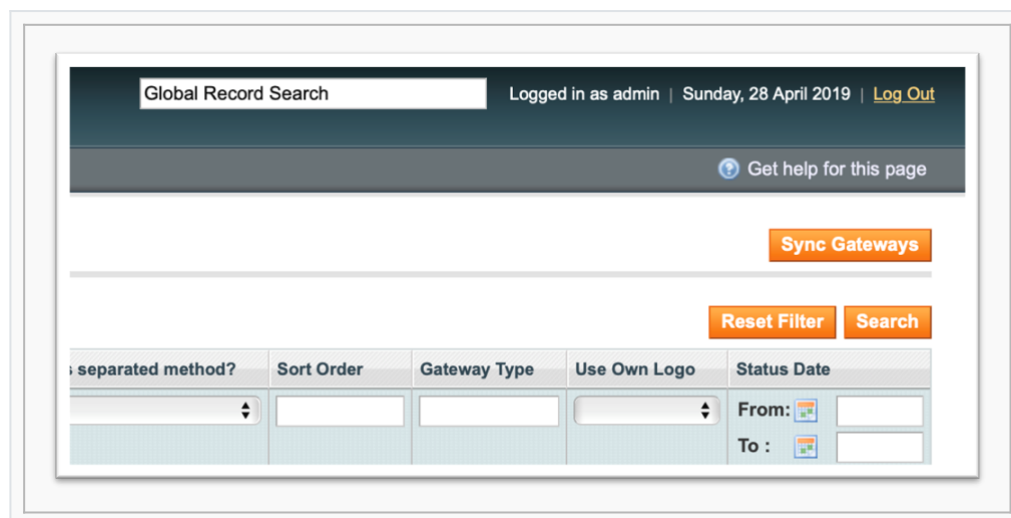 Global Record Search Logged in as admin | Sunday, 28 April 2019 | Log Out
Get help for this page
Sync Gateways
Reset Filter Search
separated method? Sort Order Gateway Type Use Own Logo Status Date
From:
To :